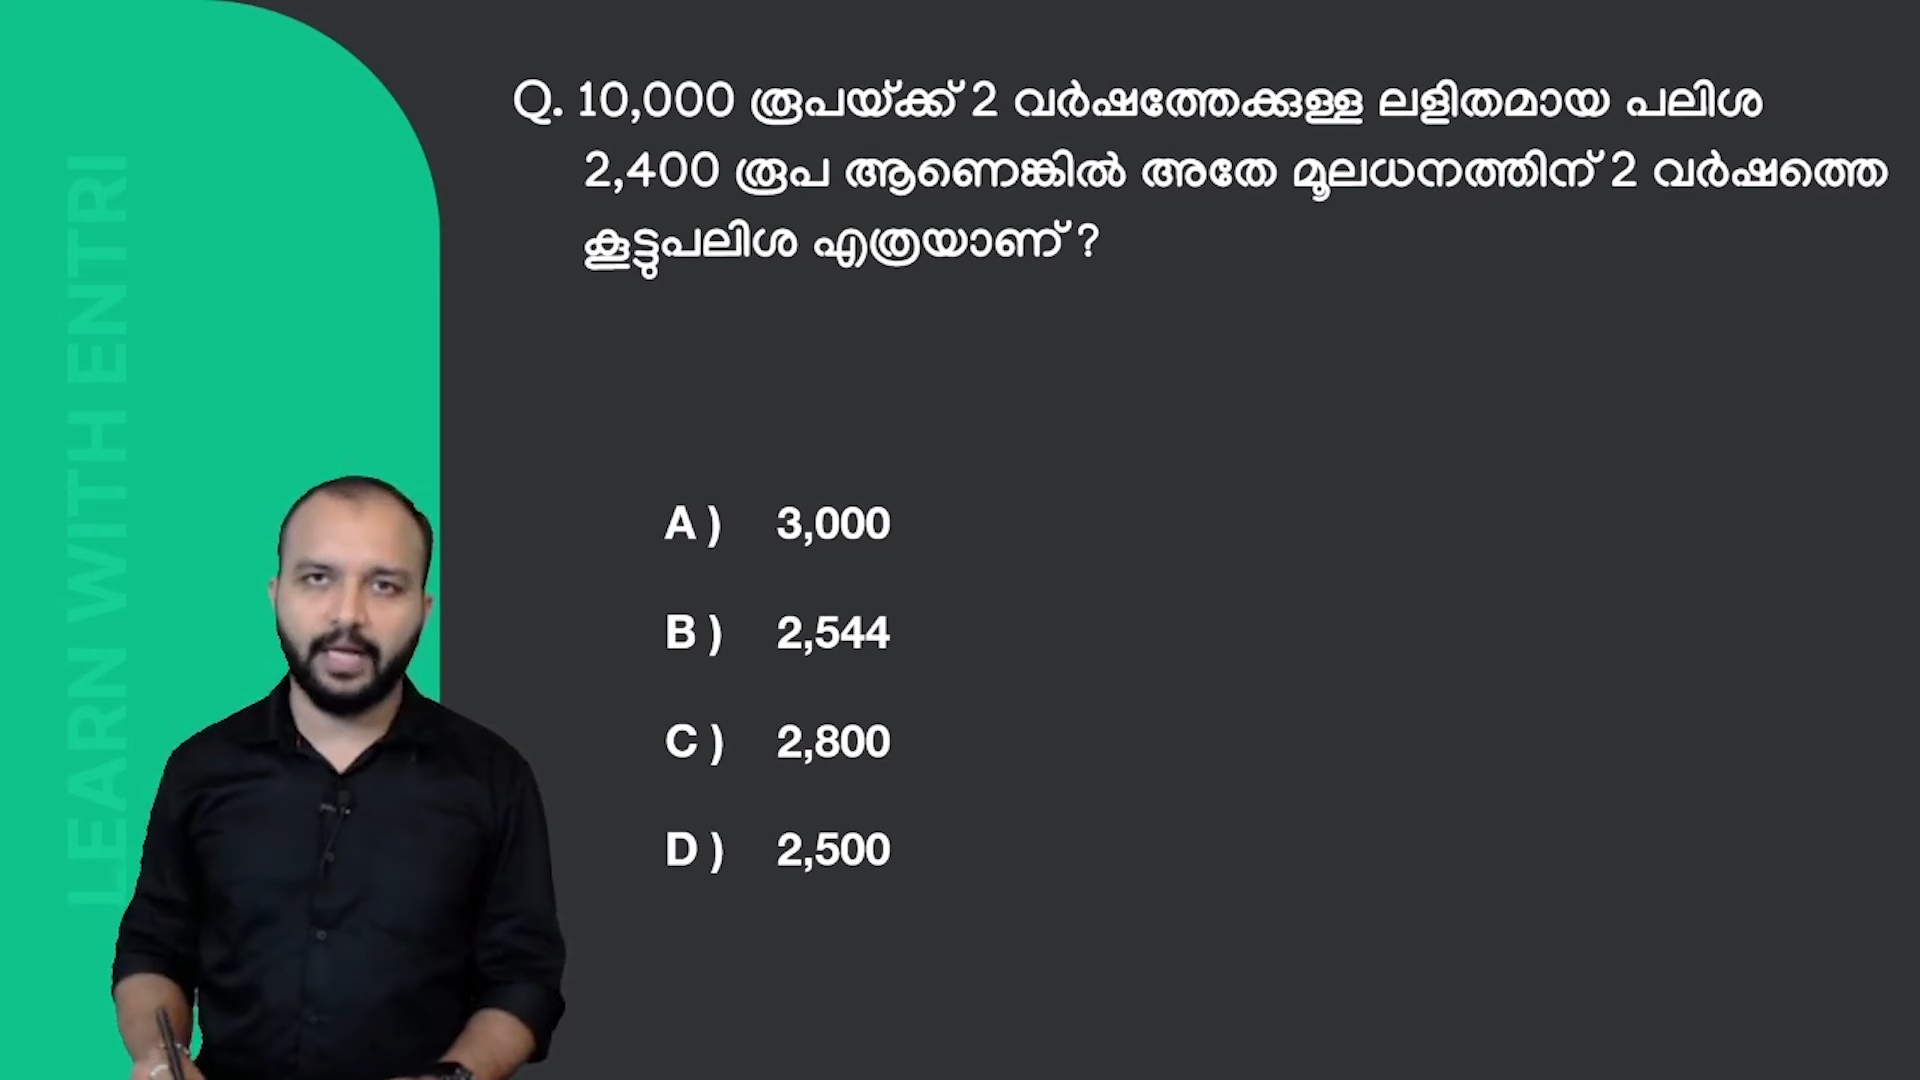 LEARN WITH ENTRI
Q. 10,000 രൂപയ്ക്ക് 2 വർഷത്തേക്കുള്ള ലളിതമായ പലിശ
2,400 രൂപ ആണെങ്കിൽ അതേ മൂലധനത്തിന് 2 വർഷത്തെ
കൂട്ടുപലിശ എത്രയാണ് ?
A ) 3,000
B ) 2,544
C ) 2,800
D ) 2,500